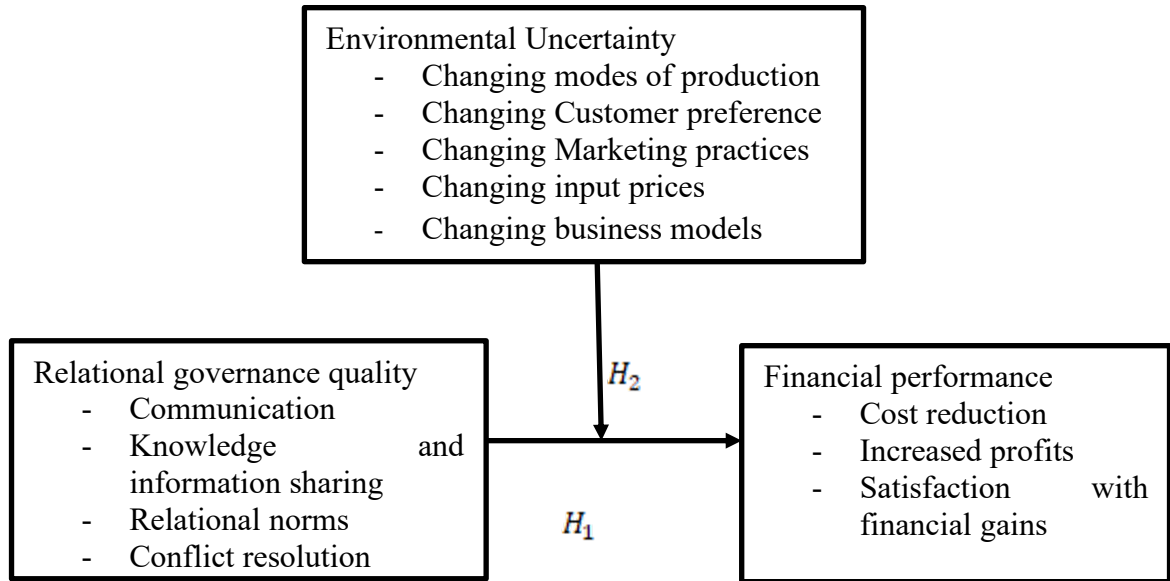 Environmental Uncertainty
- Changing modes of production
- Changing Customer preference
- Changing Marketing practices
- Changing input prices
- Changing business models
Relational governance quality
- Communication
- Knowledge and
information sharing
- Relational norms
- Conflict resolution
H₂
H₁
Financial performance
- Cost reduction
- Increased profits
- Satisfaction with
financial gains